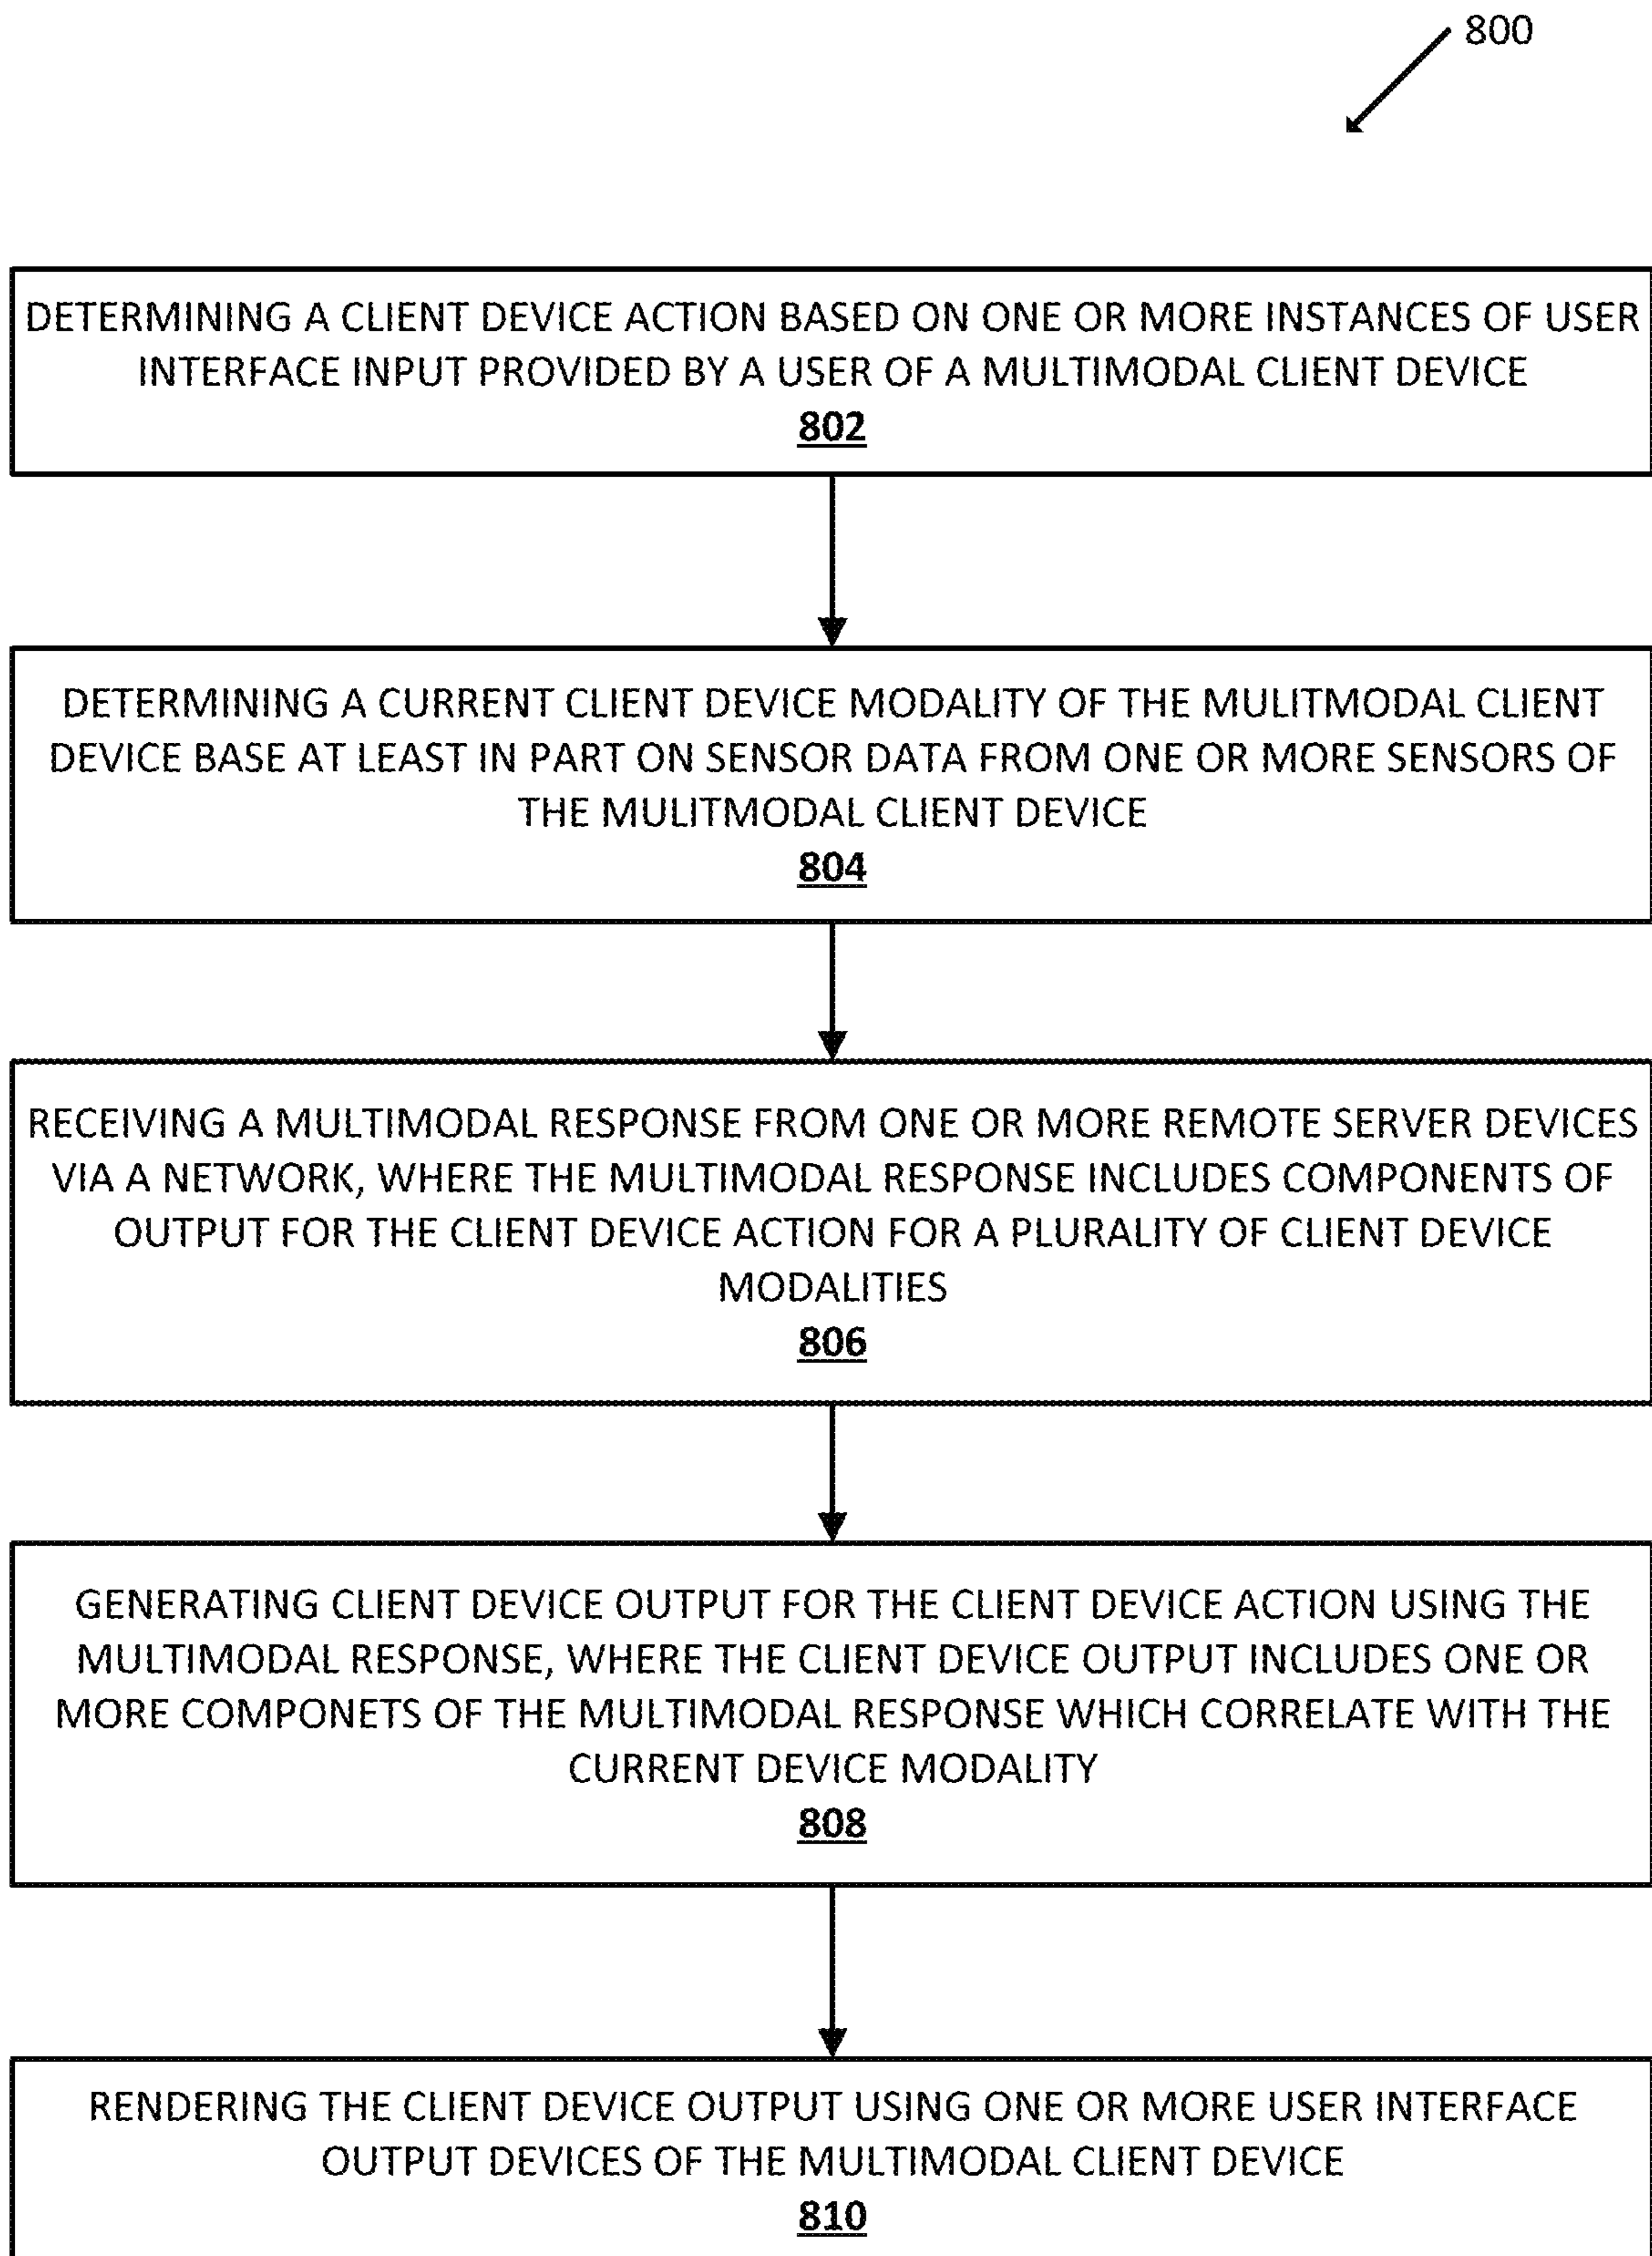 800
DETERMINING A CLIENT DEVICE ACTION BASED ON ONE OR MORE INSTANCES OF USER
INTERFACE INPUT PROVIDED BY A USER OF A MULTIMODAL CLIENT DEVICE
802
DETERMINING A CURRENT CLIENT DEVICE MODALITY OF THE MULITMODAL CLIENT
DEVICE BASE AT LEAST IN PART ON SENSOR DATA FROM ONE OR MORE SENSORS OF
THE MULITMODAL CLIENT DEVICE
804
RECEIVING A MULTIMODAL RESPONSE FROM ONE OR MORE REMOTE SERVER DEVICES
VIA A NETWORK, WHERE THE MULTIMODAL RESPONSE INCLUDES COMPONENTS OF
OUTPUT FOR THE CLIENT DEVICE ACTION FOR A PLURALITY OF CLIENT DEVICE
MODALITIES
806
GENERATING CLIENT DEVICE OUTPUT FOR THE CLIENT DEVICE ACTION USING THE
MULTIMODAL RESPONSE, WHERE THE CLIENT DEVICE OUTPUT INCLUDES ONE OR
MORE COMPONETS OF THE MULTIMODAL RESPONSE WHICH CORRELATE WITH THE
CURRENT DEVICE MODALITY
808
RENDERING THE CLIENT DEVICE OUTPUT USING ONE OR MORE USER INTERFACE
OUTPUT DEVICES OF THE MULTIMODAL CLIENT DEVICE
810